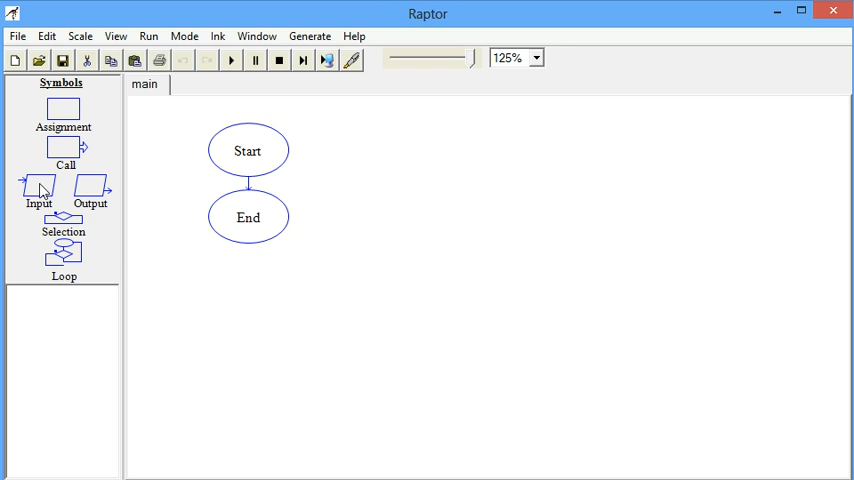 Raptor
File Edit Scale View Run Mode Ink Window Generate Help
125%
Symbols
main
Assignment
Call
Input Output
Selection
Loop
Start
End